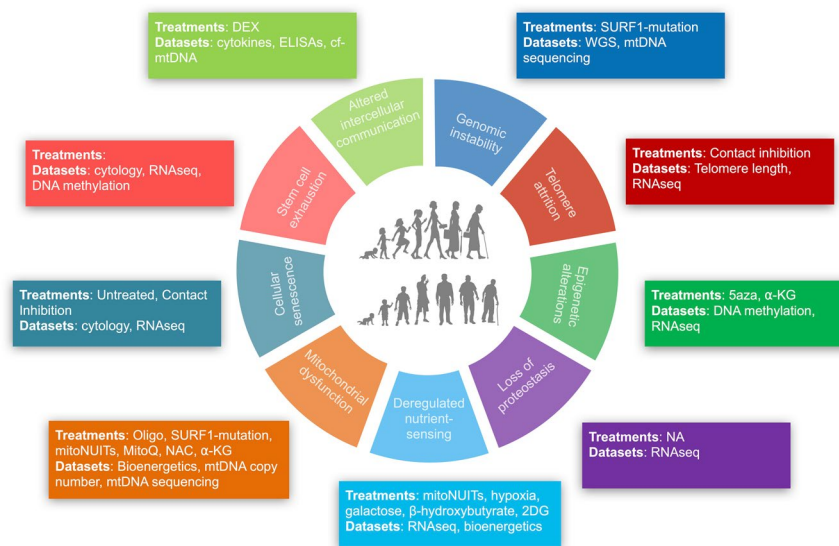 Treatments: DEX
Datasets: cytokines, ELISAs, cf-
mtDNA
Treatments: SURF1-mutation
Datasets: WGS, mtDNA
sequencing
Altered
intercellular
communication
Genomic
instability
Treatments:
Datasets: cytology, RNAseq,
DNA methylation
Stem cell
exhaustion
Telomere
attrition
Treatments: Contact inhibition
Datasets: Telomere length,
RNAseq
Treatments: Untreated, Contact
Inhibition
Datasets: cytology, RNAseq
Cellular
senescence
Epigenetic
alterations
Treatments: 5aza, α-KG
Datasets: DNA methylation,
RNAseq
Mitochondrial
dysfunction
Deregulated
nutrient-
sensing
Loss of
proteostasis
Treatments: Oligo, SURF1-mutation,
mitoNUITs, MitoQ, NAC, α-KG
Datasets: Bioenergetics, mtDNA copy
number, mtDNA sequencing
Treatments: NA
Datasets: RNAseq
Treatments: mitoNUITs, hypoxia,
galactose, β-hydroxybutyrate, 2DG
Datasets: RNAseq, bioenergetics